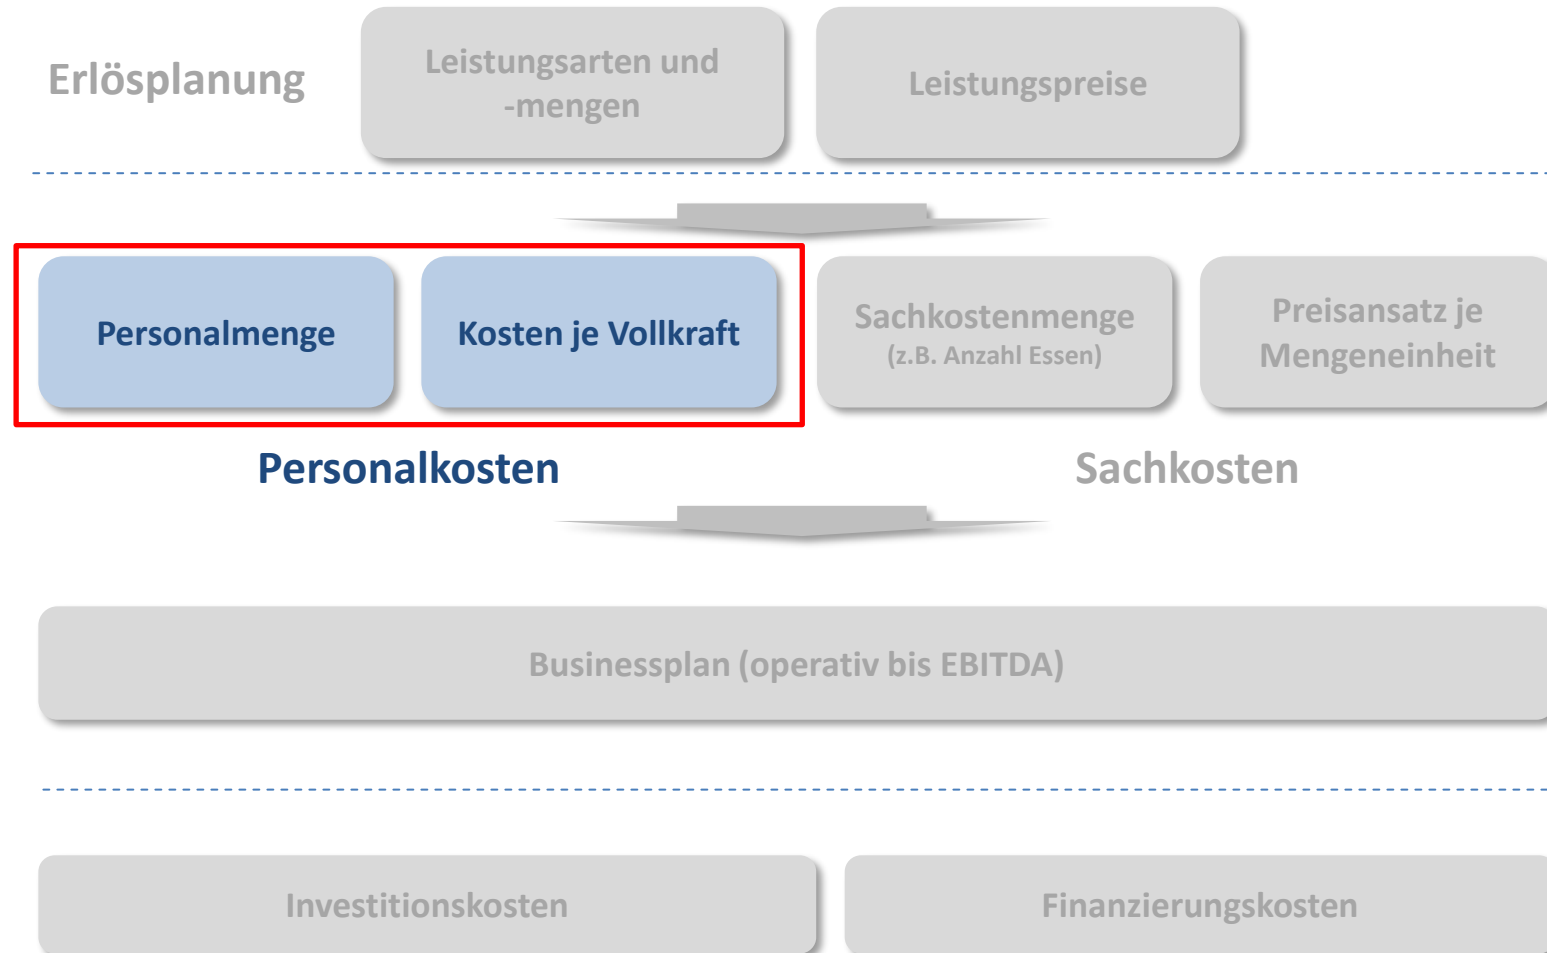 Erlösplanung
Leistungsarten und
-mengen
Leistungspreise
Personalmenge
Kosten je Vollkraft
Sachkostenmenge
(z.B. Anzahl Essen)
Preisansatz je
Mengeneinheit
Personalkosten
Sachkosten
Businessplan (operativ bis EBITDA)
Investitionskosten
Finanzierungskosten